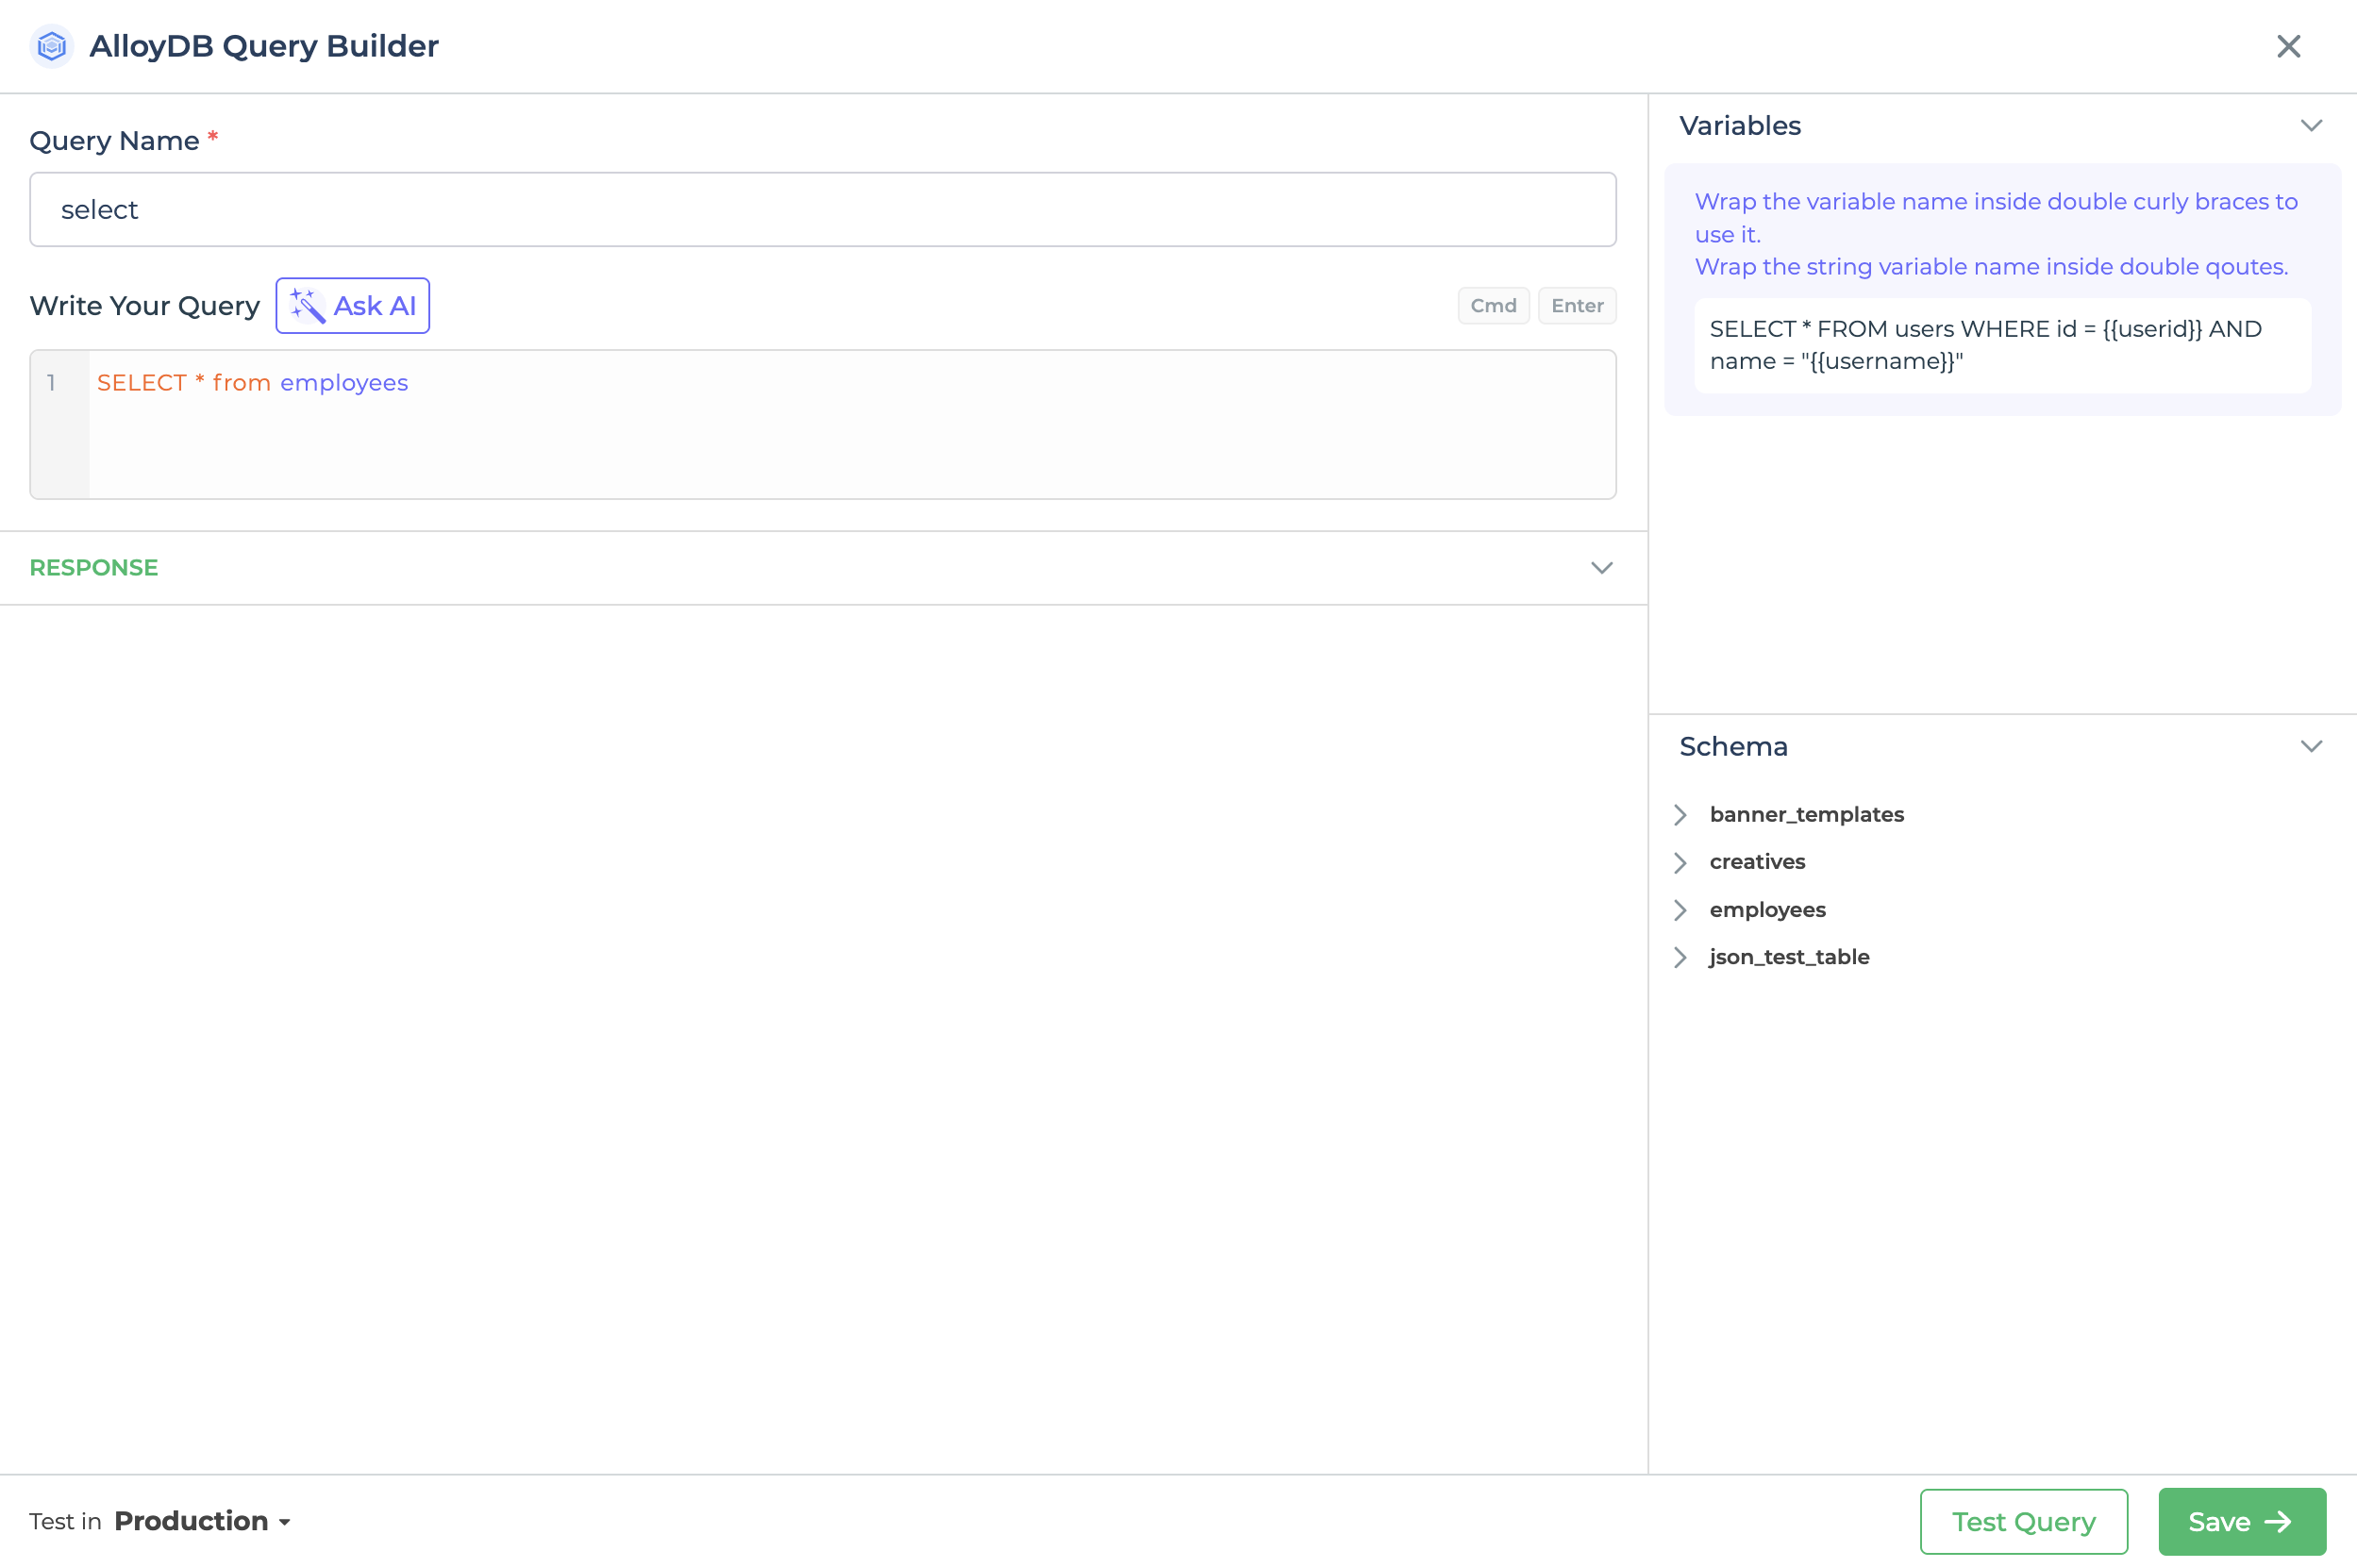 AlloyDB Query Builder
Query Name *
select
Write Your Query
Ask AI
Cmd
Enter
1
SELECT * from employees
RESPONSE
Variables
Wrap the variable name inside double curly braces to
use it.
Wrap the string variable name inside double qoutes.
SELECT * FROM users WHERE id = {{userid}} AND
name = "{{username}}"
Schema
banner_templates
creatives
employees
json_test_table
Test in Production
Test Query
Save